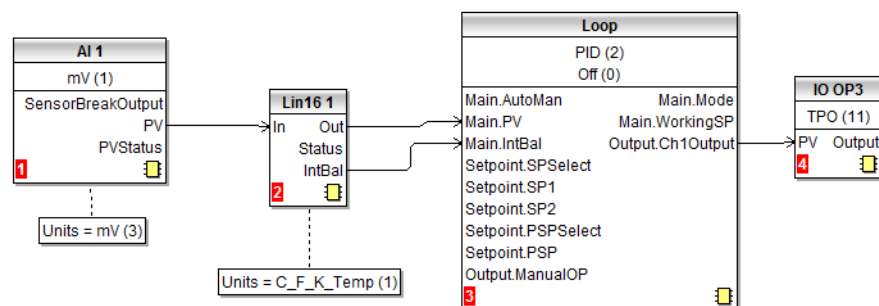 AI 1
mV (1)
SensorBreakOutput
PV
PVStatus
1
Units = mV (3)
Lin16 1
In Out
Status
IntBal
2
Units = C_F_K_Temp (1)
Loop
PID (2)
Off (0)
Main.AutoMan Main.Mode
Main.PV Main.WorkingSP
Main.IntBal Output.Ch1Output
Setpoint.SPSelect
Setpoint.SP1
Setpoint.SP2
Setpoint.PSPSelect
Setpoint.PSP
Output.ManualOP
3
IO OP3
TPO (11)
PV Output
4